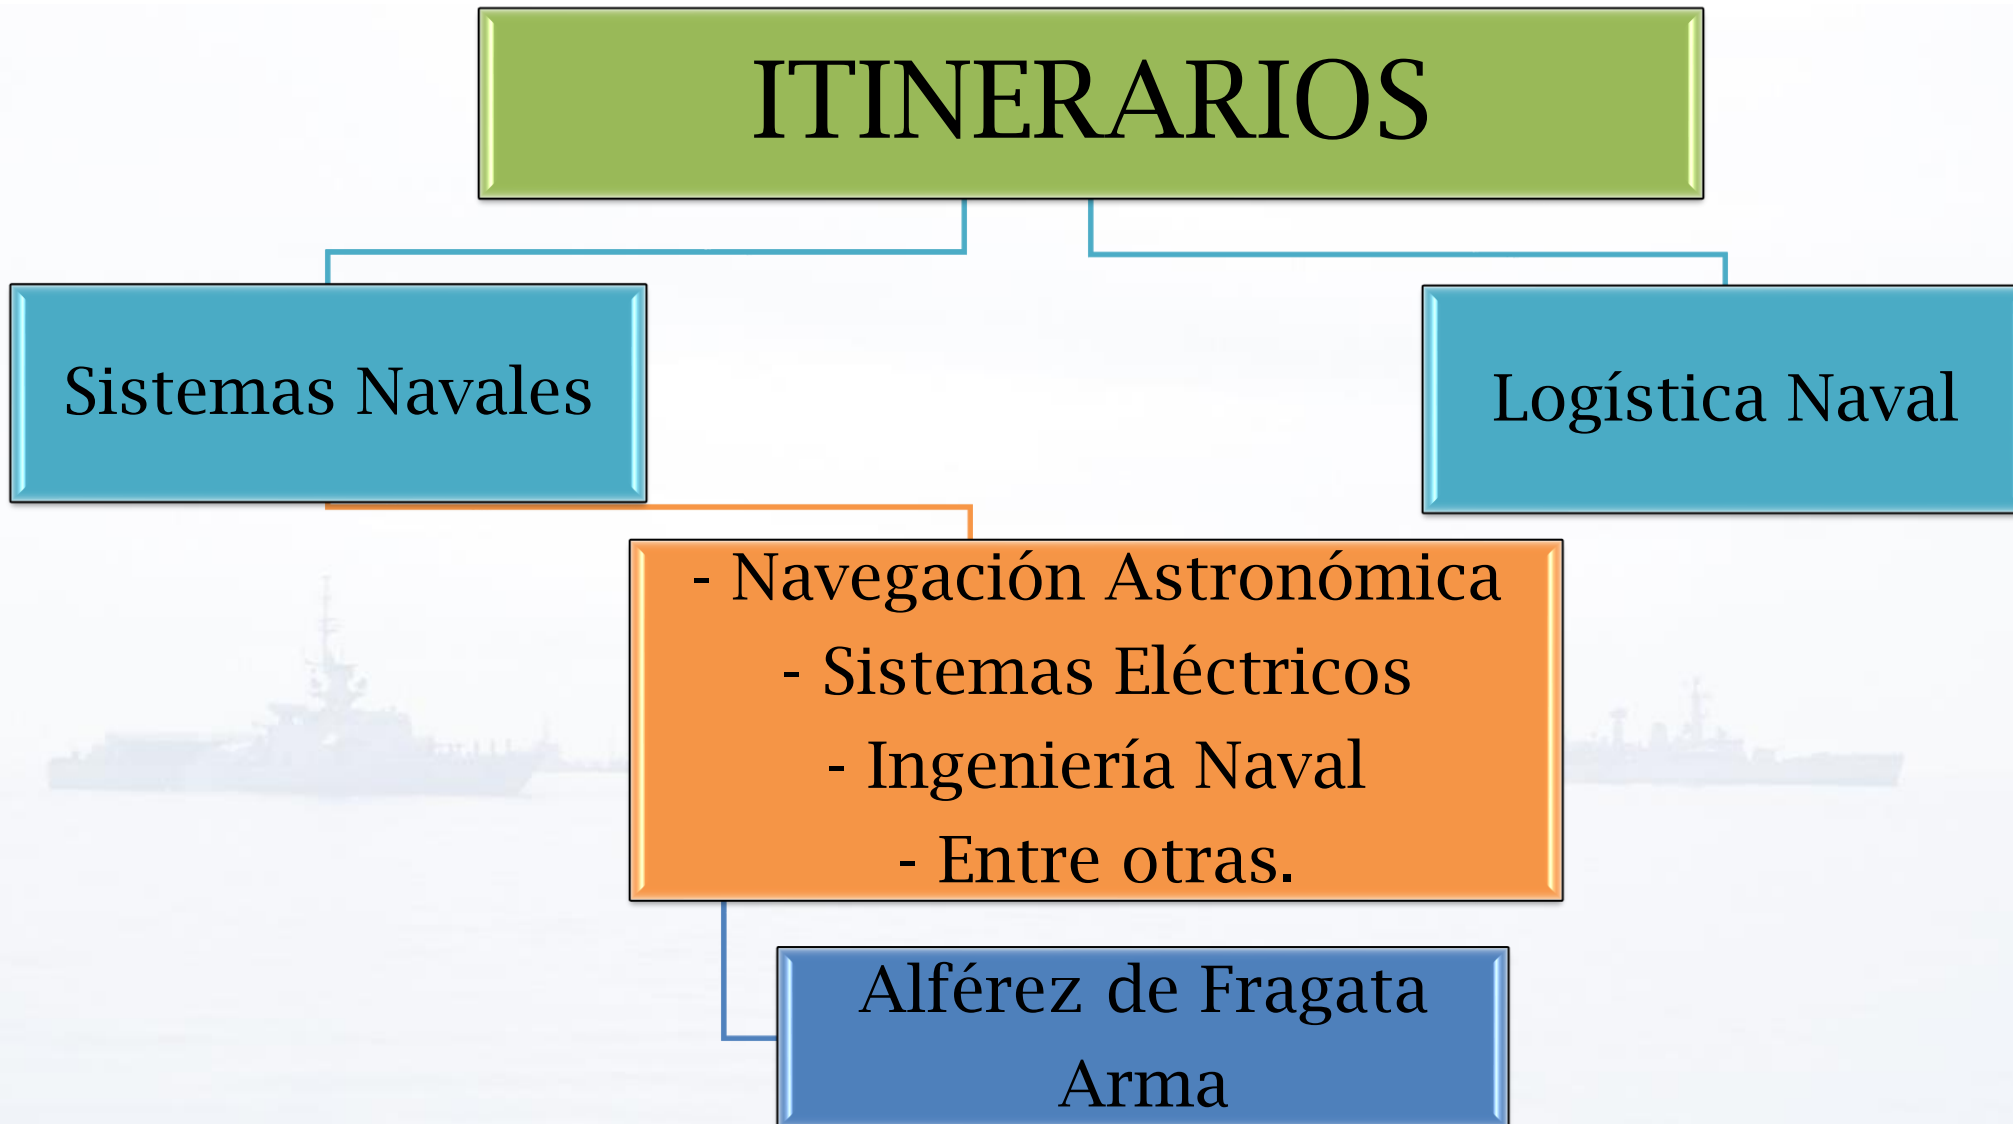 ITINERARIOS
Sistemas Navales
Logística Naval
- Navegación Astronómica
- Sistemas Eléctricos
- Ingeniería Naval
- Entre otras.
Alférez de Fragata
Arma